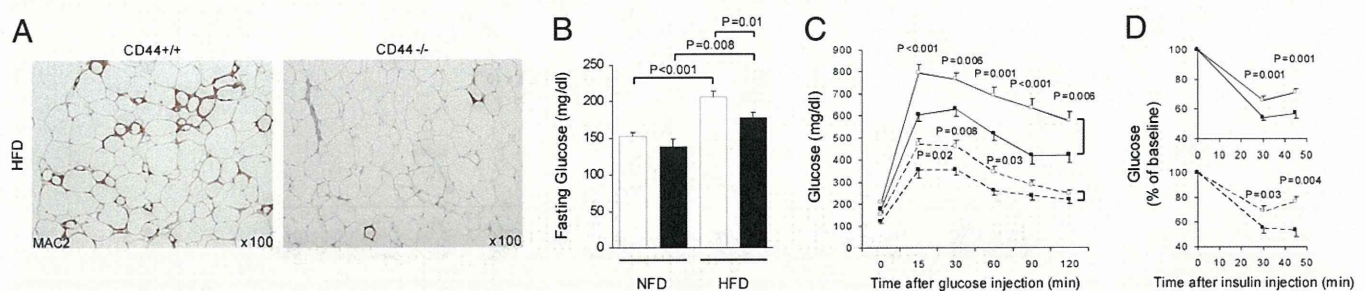 A
CD44+/+
CD44 -/-
HFD
MAC2
x100
x100
B
P=0.01
P=0.008
P<0.001
Fasting Glucose (mg/dl)
250
200
150
100
50
0
NFD
HFD
C
Glucose (mg/dl)
900
800
700
600
500
400
300
200
100
0
P<0.001
P=0.006
P=0.001
P<0.001
P=0.006
P=0.02
P=0.008
P=0.03
0
15
30
60
90
120
Time after glucose injection (min)
D
Glucose
(% of baseline)
100
80
60
40
P=0.001
P=0.001
0
10
20
30
40
50
100
80
60
40
P=0.03
P=0.004
0
10
20
30
40
50
Time after insulin injection (min)